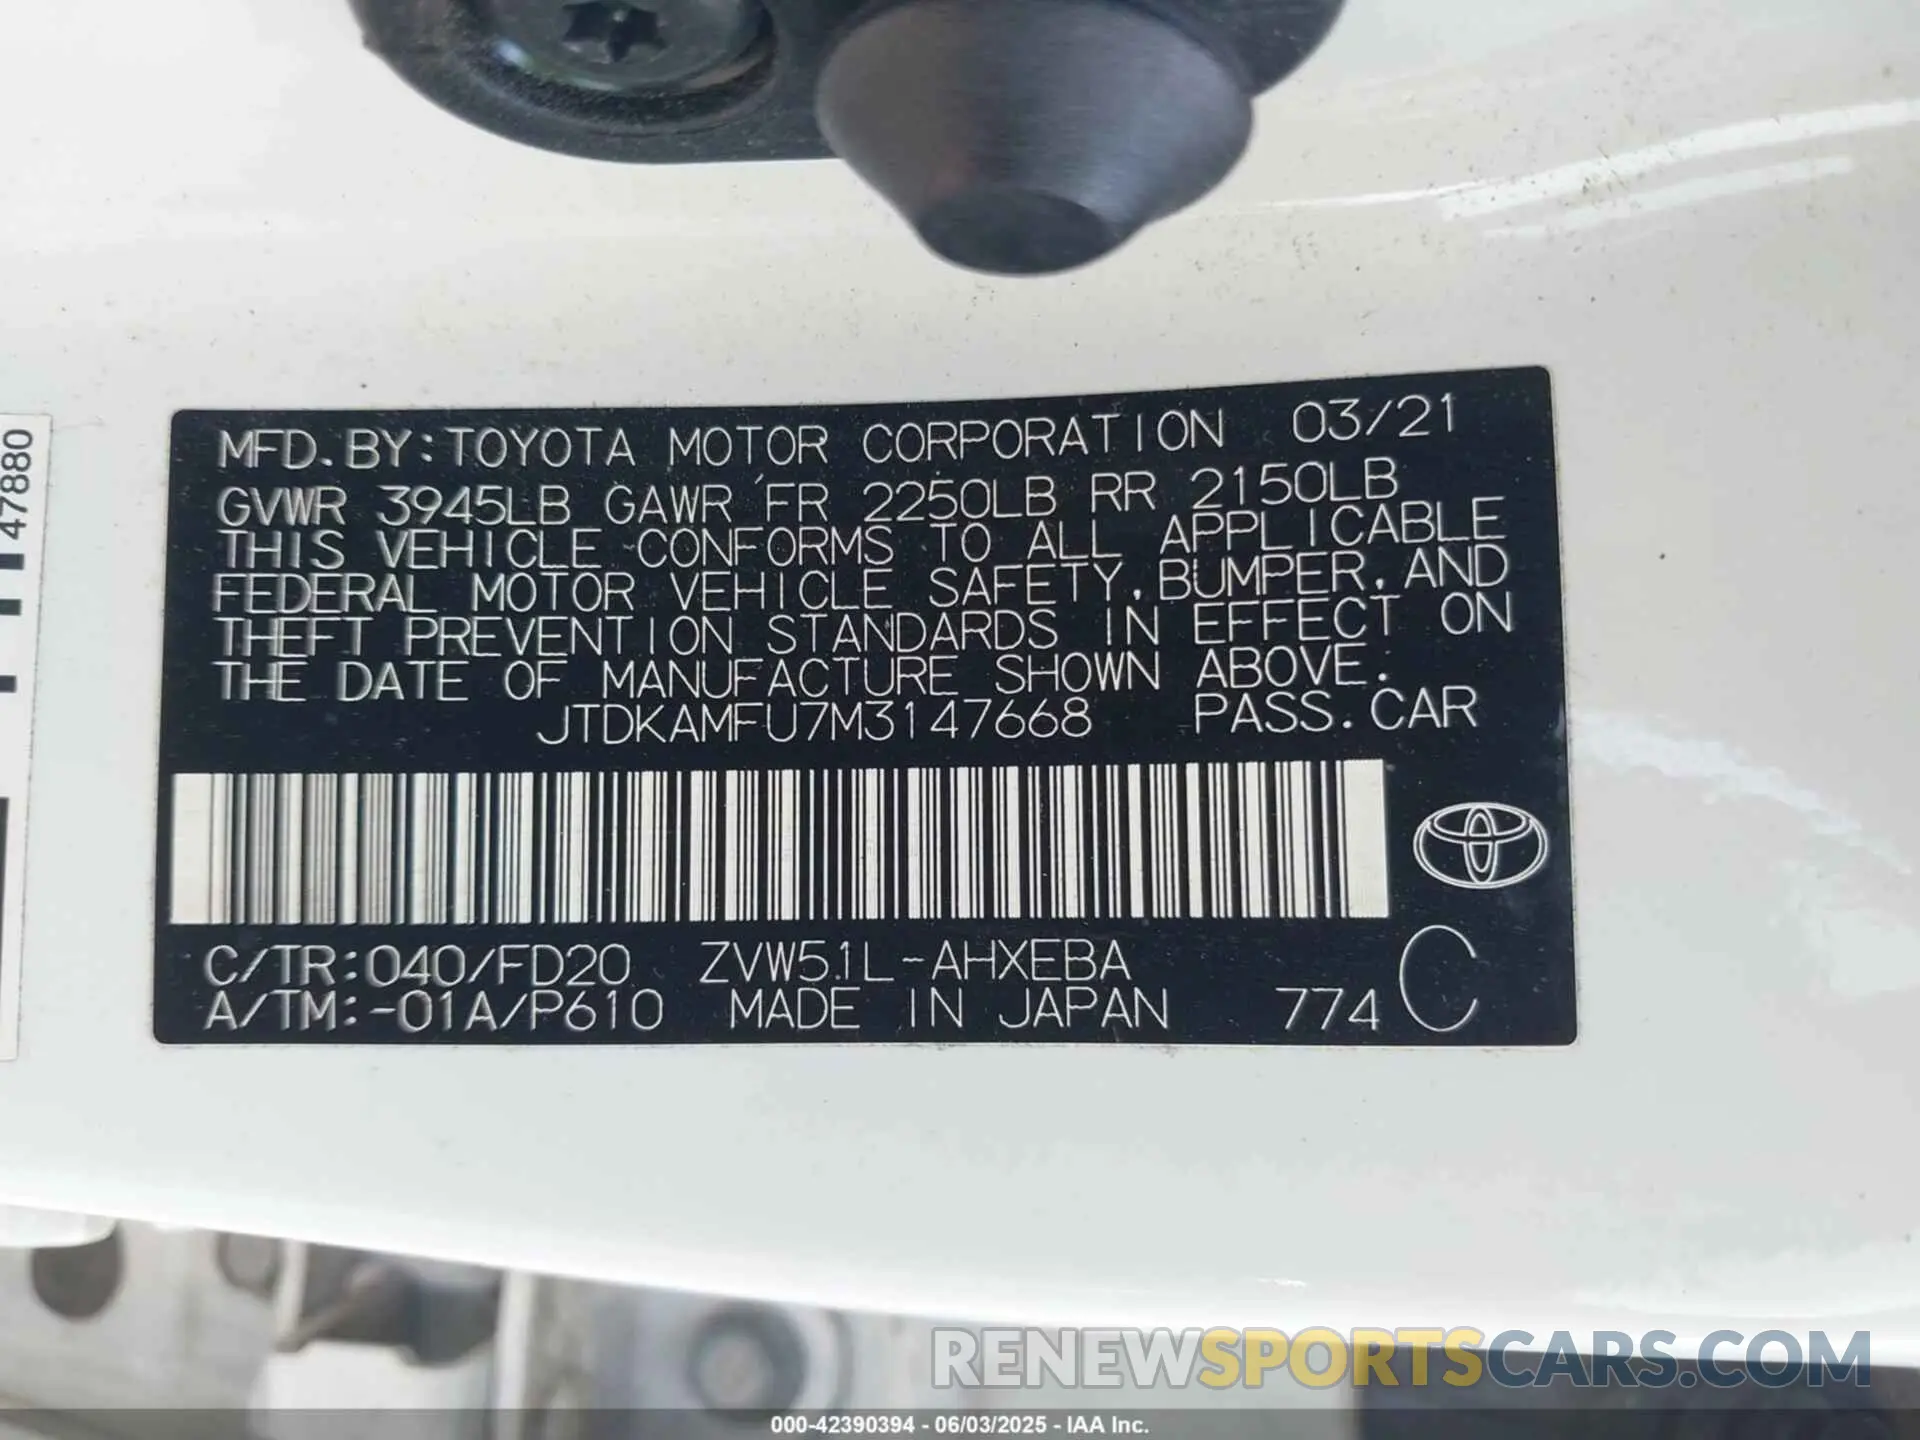 MFD.BY:TOYOTA MOTOR CORPORATION 03/21
GVWR 3945LB GAWR FR 2250LB RR 2150LB
THIS VEHICLE CONFORMS TO ALL APPLICABLE
FEDERAL MOTOR VEHICLE SAFETY, BUMPER, AND
THEFT PREVENTION STANDARDS IN EFFECT ON
THE DATE OF MANUFACTURE SHOWN ABOVE.
JTDKAMFU7M3147668 PASS.CAR
C/TR:040/FD20 ZVW51L-AHXEBA
A/TM:-01A/P610 MADE IN JAPAN 774 C
47880
RENEWSPORTSCARS.COM
000-42390394 - 06/03/2025 - IAA Inc.